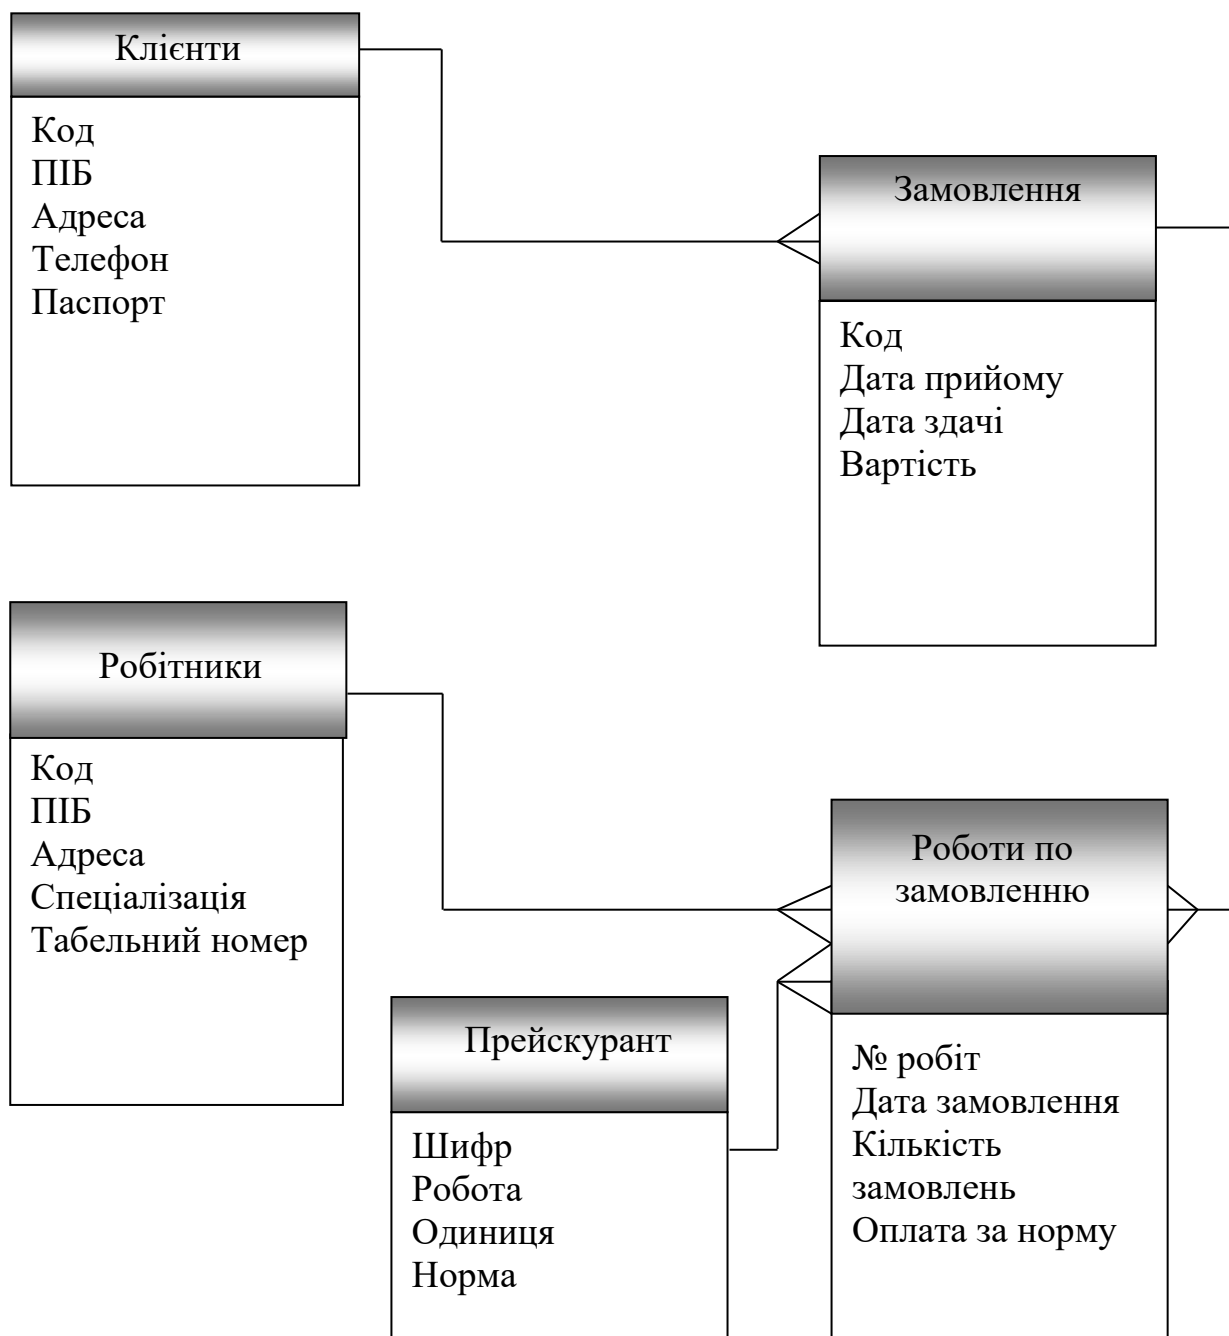 Клієнти
Код
ПІБ
Адреса
Телефон
Паспорт
Замовлення
Код
Дата прийому
Дата здачі
Вартість
Робітники
Код
ПІБ
Адреса
Спеціалізація
Табельний номер
Роботи по
замовленню
№ робіт
Дата замовлення
Кількість
замовлень
Оплата за норму
Прейскурант
Шифр
Робота
Одиниця
Норма